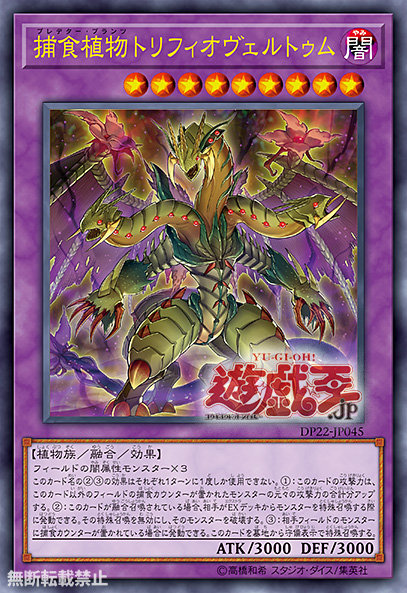 プレデター・プランツ
捕食植物トリフィオヴェルトゥム
やみ
闇
YU-GI-OH!
遊戯王
.JP
DP22-JP045
【植物族／融合／効果】
フィールドの闇属性モンスター×３
このカード名の②③の効果はそれぞれ１ターンに１度しか使用できない。①：このカードの攻撃力は、
このカード以外のフィールドの捕食カウンターが置かれたモンスターの元々の攻撃力の合計分アップ
する。②：このカードが融合召喚されている場合、相手がEXデッキからモンスターを特殊召喚する際
に発動できる。その特殊召喚を無効にし、そのモンスターを破壊する。③：相手フィールドのモンスター
に捕食カウンターが置かれている場合に発動できる。このカードを墓地から守備表示で特殊召喚する。
ATK/3000 DEF/3000
無断転載禁止
©高橋和希 スタジオ・ダイス/集英社